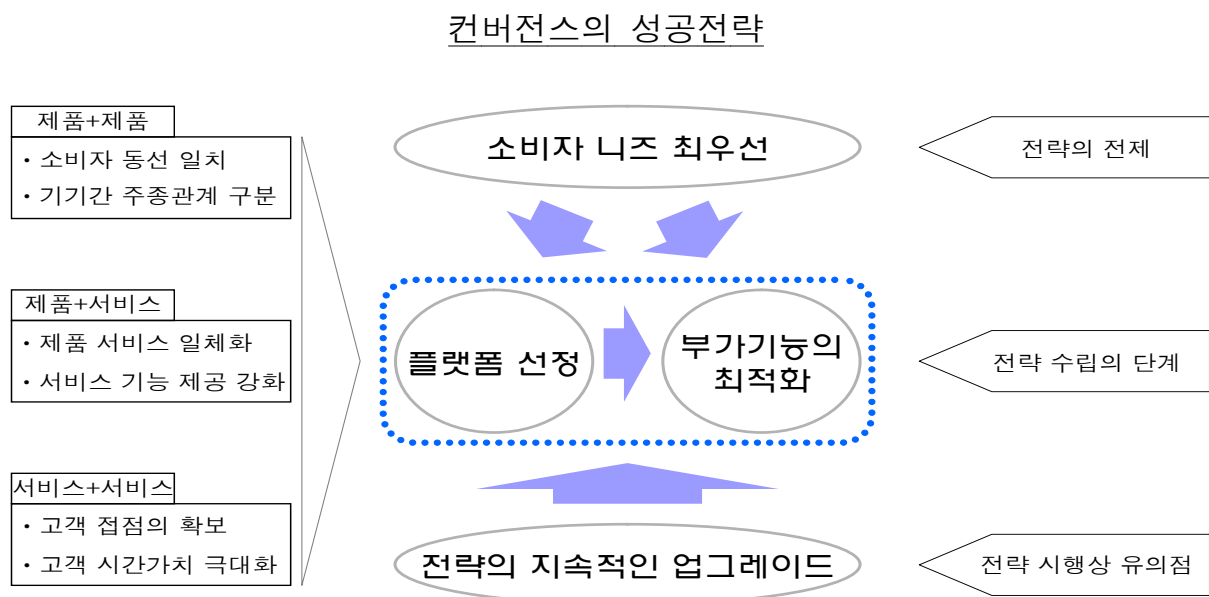 컨버전스의 성공전략
제품+제품
· 소비자 동선 일치
· 기기간 주종관계 구분
제품+서비스
· 제품 서비스 일체화
· 서비스 기능 제공 강화
서비스+서비스
· 고객 접점의 확보
· 고객 시간가치 극대화
소비자 니즈 최우선
플랫폼 선정
부가기능의
최적화
전략의 지속적인 업그레이드
전략의 전제
전략 수립의 단계
전략 시행상 유의점